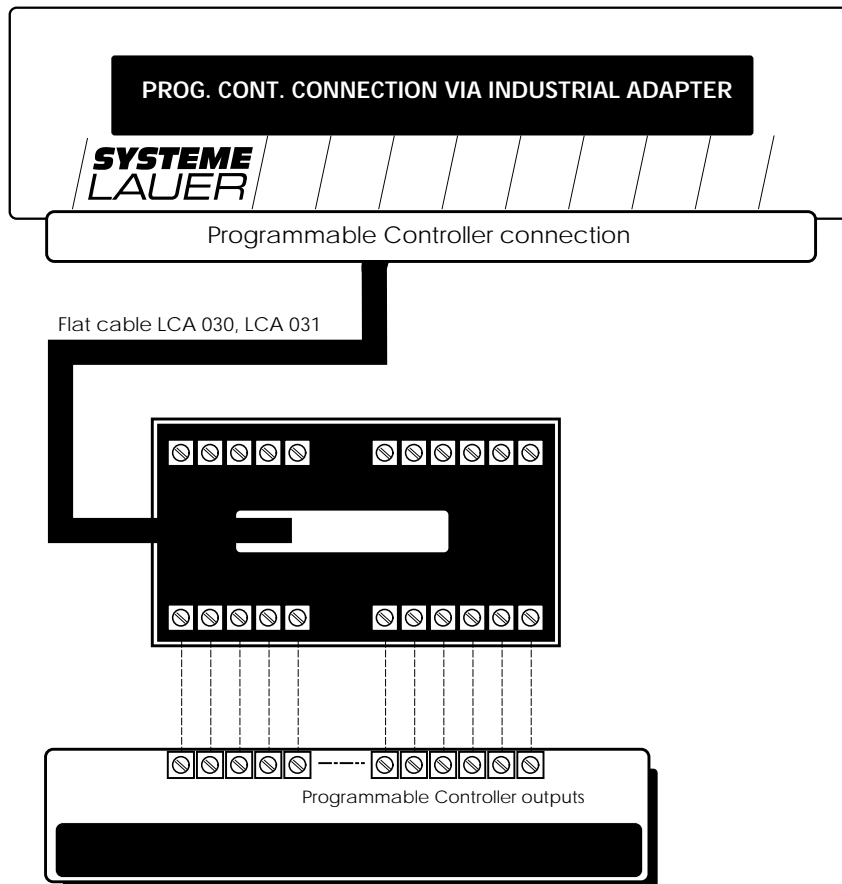 PROG. CONT. CONNECTION VIA INDUSTRIAL ADAPTER
SYSTEME
LAUER
Programmable Controller connection
Flat cable LCA 030, LCA 031
Programmable Controller outputs